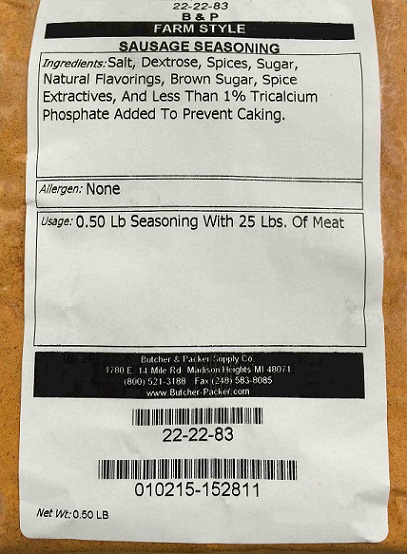 22-22-83
B & P
FARM STYLE
SAUSAGE SEASONING
Ingredients: Salt, Dextrose, Spices, Sugar,
Natural Flavorings, Brown Sugar, Spice
Extractives, And Less Than 1% Tricalcium
Phosphate Added To Prevent Caking.
Allergen: None
Usage: 0.50 Lb Seasoning With 25 Lbs. Of Meat
Butcher & Packer Supply Co.
1780 E. 14 Mile Rd Madison Heights MI 48071
(800) 521-3188 Fax (248) 583-8085
www.Butcher-Packer.com
22-22-83
010215-152811
Net Wt: 0.50 LB